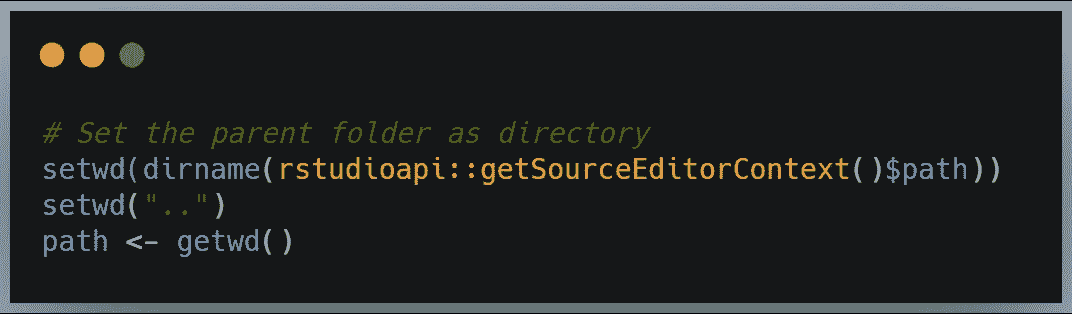 # Set the parent folder as directory
setwd(dirname(rstudioapi::getSourceEditorContext()$path))
setwd("..")
path <- getwd()